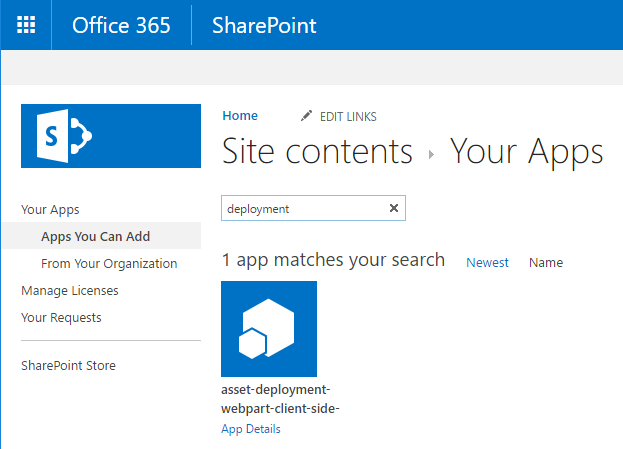 Office 365 SharePoint
S
Home EDIT LINKS
Site contents Your Apps
Your Apps
Apps You Can Add
From Your Organization
Manage Licenses
Your Requests
SharePoint Store
deployment
1 app matches your search Newest Name
asset-deployment-
webpart-client-side-
App Details